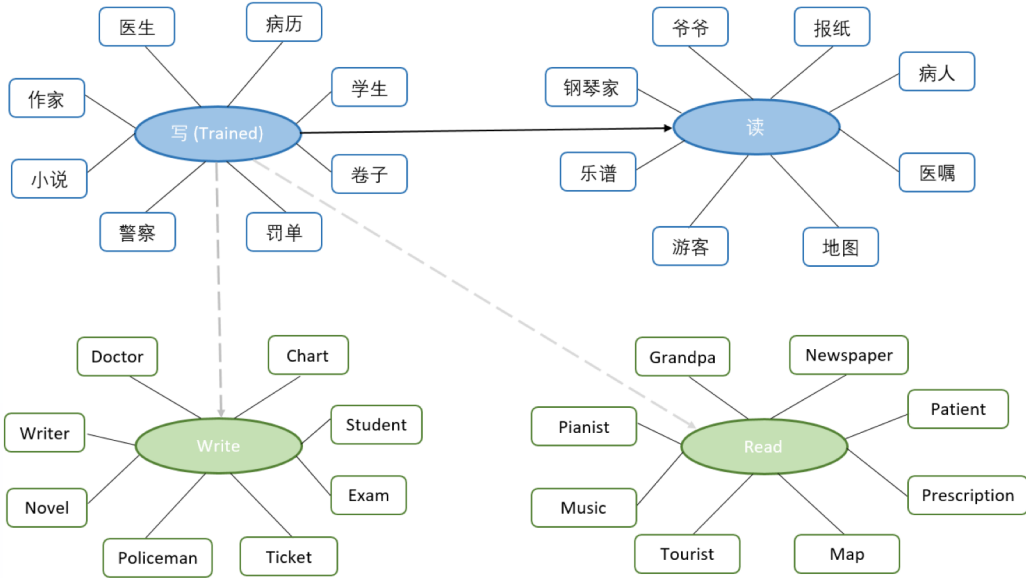 医生
病历
作家
学生
写 (Trained)
小说
卷子
警察
罚单
爷爷
报纸
钢琴家
病人
读
乐谱
医嘱
游客
地图
Doctor
Chart
Writer
Student
Write
Novel
Exam
Policeman
Ticket
Grandpa
Newspaper
Pianist
Patient
Read
Music
Prescription
Tourist
Map